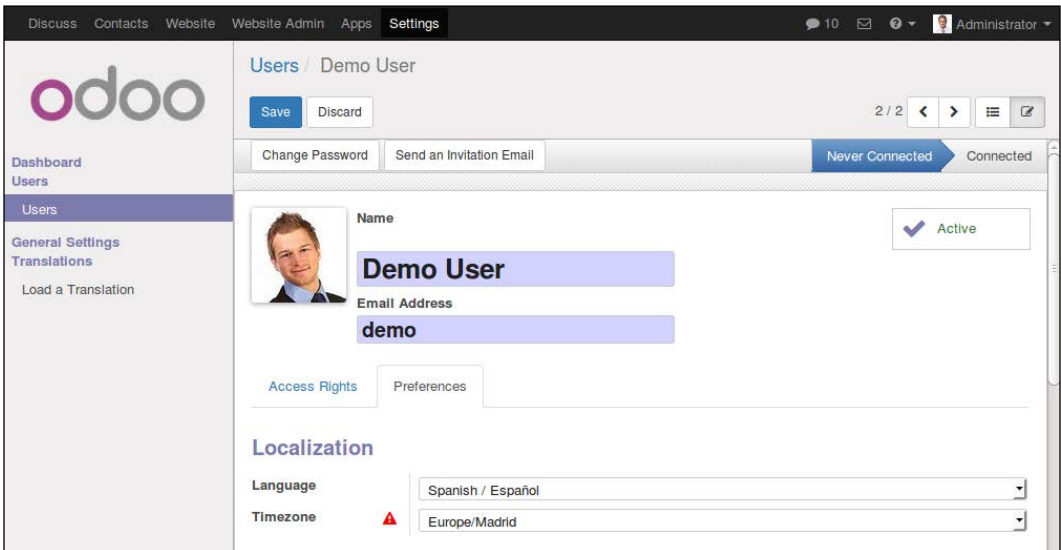 Discuss Contacts Website Website Admin Apps Settings 10 Administrator
odoo
Dashboard
Users
Users
General Settings
Translations
Load a Translation
Users / Demo User
Save Discard 2 / 2
Change Password Send an Invitation Email Never Connected Connected
Name
Active
Demo User
Email Address
demo
Access Rights Preferences
Localization
Language Spanish / Español
Timezone Europe/Madrid